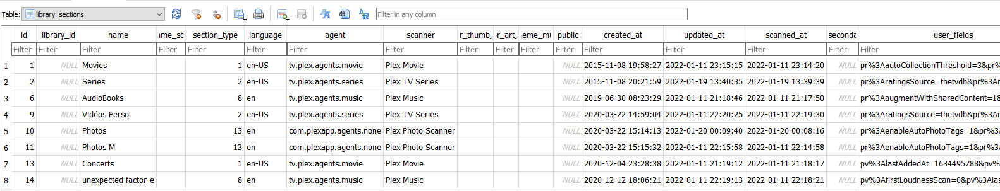 Table: library_sections Filter in any column
id library_id name ıme_sc section_type language agent scanner r_thumb_ er_art_ eme_mu public created_at updated_at scanned_at seconda user_fields
Filter Filter Filter Filter Filter Filter Filter Filter Filter Filter Filter Filter Filter Filter Filter Filter Filter
1 1 NULL Movies 1 en-US tv.plex.agents.movie Plex Movie NULL 2015-11-08 19:58:27 2022-01-11 23:15:15 2022-01-11 23:14:20 NULL pr%3AautoCollectionThreshold=3&pr%
2 2 NULL Series 2 en-US tv.plex.agents.series Plex TV Series NULL 2015-11-08 20:21:59 2022-01-19 13:40:35 2022-01-19 13:39:39 NULL pr%3AratingsSource=thetvdb&pr%3Ar
3 6 NULL AudioBooks 8 en tv.plex.agents.music Plex Music NULL 2019-06-30 08:23:29 2022-01-11 21:18:46 2022-01-11 21:17:50 NULL pr%3AaugmentWithSharedContent=1&
4 9 NULL Vidéos Perso 2 en-US tv.plex.agents.series Plex TV Series NULL 2020-03-22 14:59:04 2022-01-11 22:20:25 2022-01-11 22:19:30 NULL pr%3AratingsSource=thetvdb&pr%3Ar
5 10 NULL Photos 13 en com.plexapp.agents.none Plex Photo Scanner NULL 2020-03-22 15:14:13 2022-01-20 00:09:40 2022-01-20 00:08:16 NULL pr%3AenableAutoPhotoTags=1&pr%3A
6 11 NULL Photos M 13 en com.plexapp.agents.none Plex Photo Scanner NULL 2020-03-22 15:15:32 2022-01-11 22:15:58 2022-01-11 22:14:58 NULL pr%3AenableAutoPhotoTags=1&pr%3A
7 13 NULL Concerts 1 en-US tv.plex.agents.movie Plex Movie NULL 2020-12-04 23:28:38 2022-01-11 21:19:12 2022-01-11 21:18:17 NULL pv%3AlastAddedAt=1634495788&pv%
8 14 NULL unexpected factor-e 8 en tv.plex.agents.music Plex Music NULL 2020-12-12 18:06:21 2022-01-11 22:19:13 2022-01-11 22:18:21 NULL pv%3AfirstLoudnessScan=0&pv%3Alas